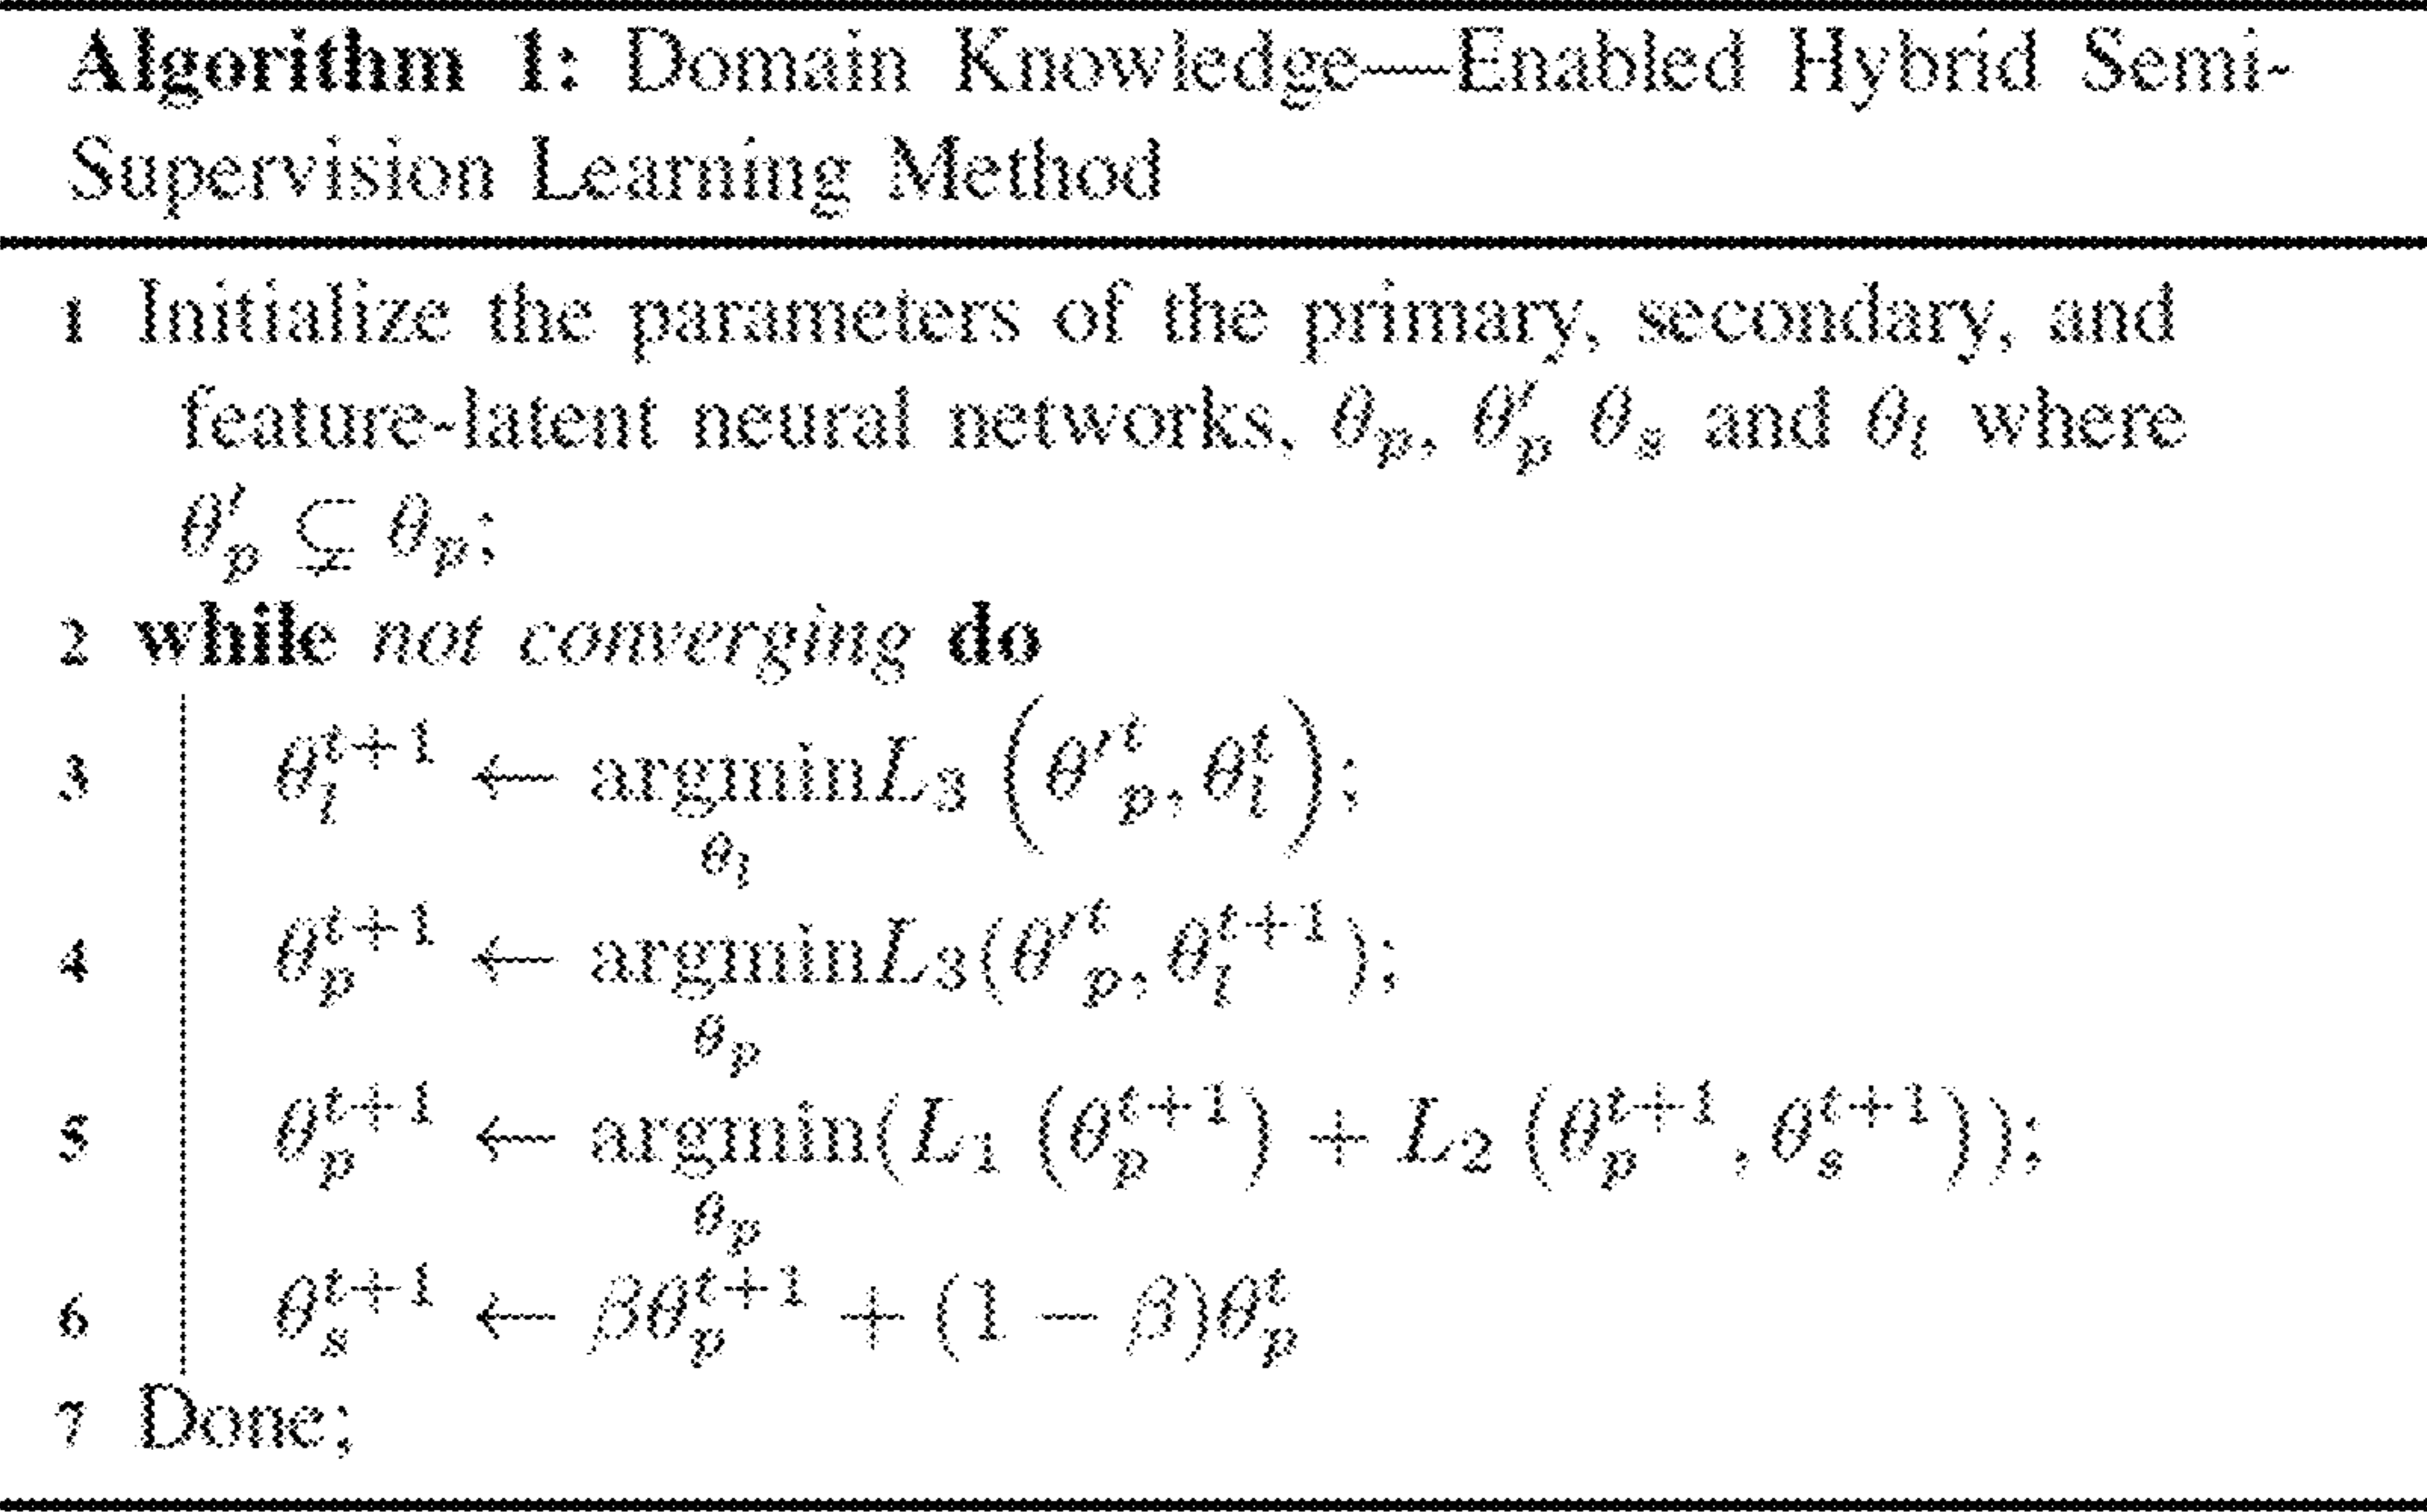 Algorithm 1: Domain Knowledge—Enabled Hybrid Semi-
Supervision Learning Method
1 Initialize the parameters of the primary, secondary, and
feature-latent neural networks, θ_p, θ′_p θ_s and θ_l where
θ′_p ⊊ θ_p;
2 while not converging do
3 θ_l^{t+1} ← argmin_{θ_l} L_3 (θ′^t_p, θ_l^t);
4 θ_p^{t+1} ← argmin_{θ_p} L_3(θ′^t_p, θ_l^{t+1});
5 θ_p^{t+1} ← argmin_{θ_p} (L_1 (θ_p^{t+1}) + L_2 (θ_p^{t+1}, θ_s^{t+1}));
6 θ_s^{t+1} ← βθ_p^{t+1} + (1 − β)θ_p^t
7 Done;